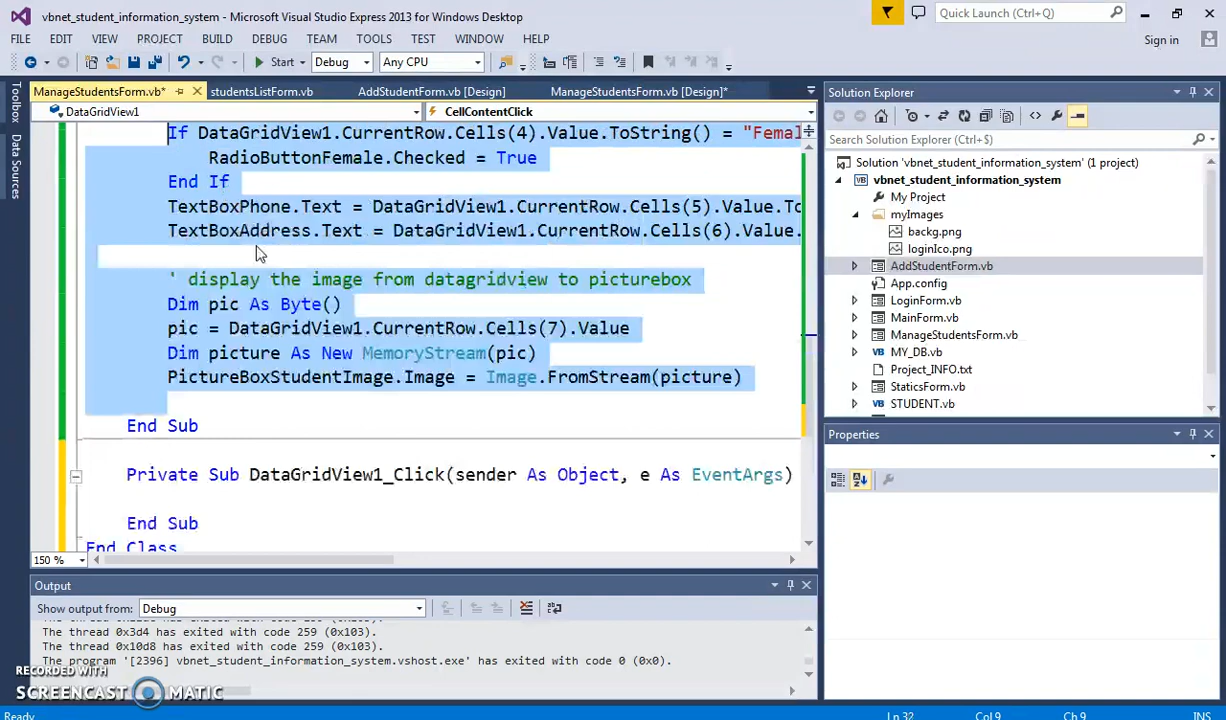 vbnet_student_information_system - Microsoft Visual Studio Express 2013 for Windows Desktop
Quick Launch (Ctrl+Q)
FILE EDIT VIEW PROJECT BUILD DEBUG TEAM TOOLS TEST WINDOW HELP
Sign in
Start Debug Any CPU
Toolbox
Data Sources
ManageStudentsForm.vb* studentsListForm.vb AddStudentForm.vb [Design] ManageStudentsForm.vb [Design]*
DataGridView1 CellContentClick
If DataGridView1.CurrentRow.Cells(4).Value.ToString() = "Femal
RadioButtonFemale.Checked = True
End If
TextBoxPhone.Text = DataGridView1.CurrentRow.Cells(5).Value.To
TextBoxAddress.Text = DataGridView1.CurrentRow.Cells(6).Value.
' display the image from datagridview to picturebox
Dim pic As Byte()
pic = DataGridView1.CurrentRow.Cells(7).Value
Dim picture As New MemoryStream(pic)
PictureBoxStudentImage.Image = Image.FromStream(picture)
End Sub
Private Sub DataGridView1_Click(sender As Object, e As EventArgs)
End Sub
End Class
150 %
Solution Explorer
Search Solution Explorer (Ctrl+;)
Solution 'vbnet_student_information_system' (1 project)
vbnet_student_information_system
My Project
myImages
backg.png
loginIco.png
AddStudentForm.vb
App.config
LoginForm.vb
MainForm.vb
ManageStudentsForm.vb
MY_DB.vb
Project_INFO.txt
StaticsForm.vb
STUDENT.vb
Properties
Output
Show output from: Debug
The thread 0x3d4 has exited with code 259 (0x103).
The thread 0x10d8 has exited with code 259 (0x103).
The program '[2396] vbnet_student_information_system.vshost.exe' has exited with code 0 (0x0).
RECORDED WITH
SCREENCAST MATIC
Ready Ln 32 Col 9 Ch 9 INS